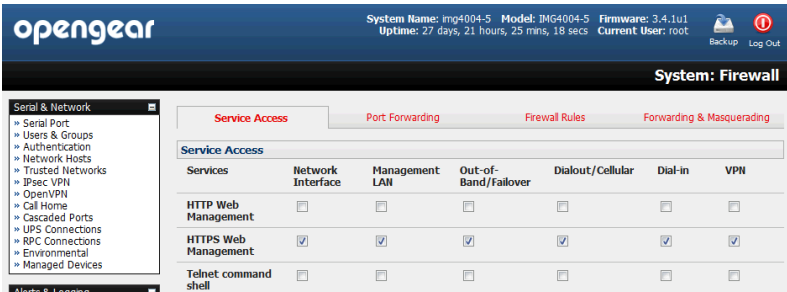 opengear
System Name: img4004-5 Model: IMG4004-5 Firmware: 3.4.1u1
Uptime: 27 days, 21 hours, 25 mins, 18 secs Current User: root
Backup Log Out
System: Firewall
Serial & Network
» Serial Port
» Users & Groups
» Authentication
» Network Hosts
» Trusted Networks
» IPsec VPN
» OpenVPN
» Call Home
» Cascaded Ports
» UPS Connections
» RPC Connections
» Environmental
» Managed Devices
Alerts & Logging
Service Access Port Forwarding Firewall Rules Forwarding & Masquerading
Service Access
Services Network Management Out-of- Dialout/Cellular Dial-in VPN
Interface LAN Band/Failover
HTTP Web
Management
HTTPS Web
Management
Telnet command
shell